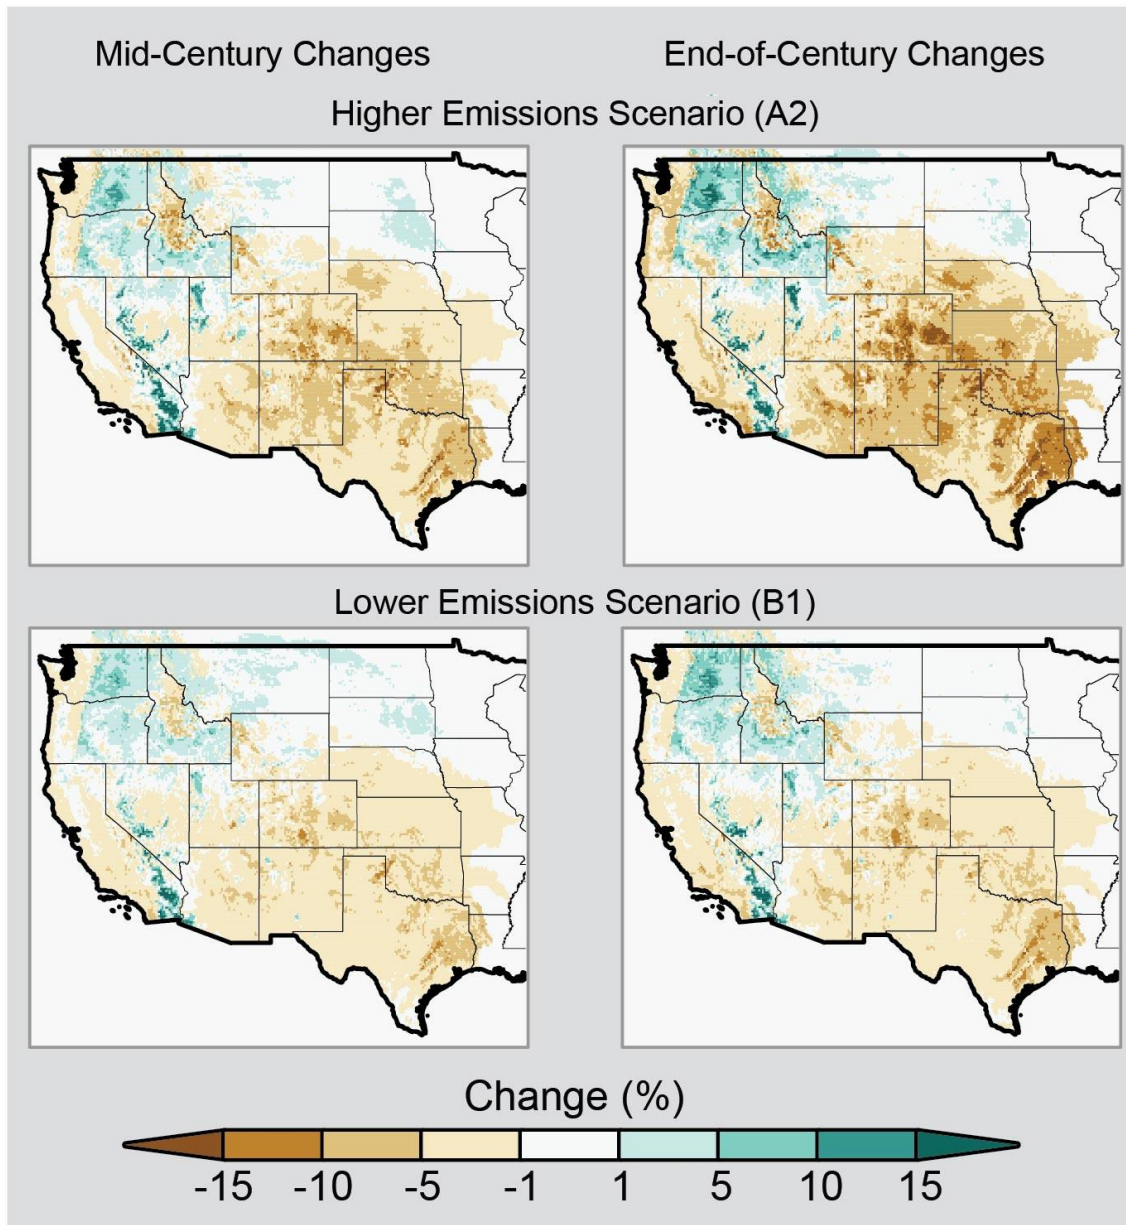 Mid-Century Changes
End-of-Century Changes
Higher Emissions Scenario (A2)
Lower Emissions Scenario (B1)
Change (%)
-15 -10 -5 -1 1 5 10 15